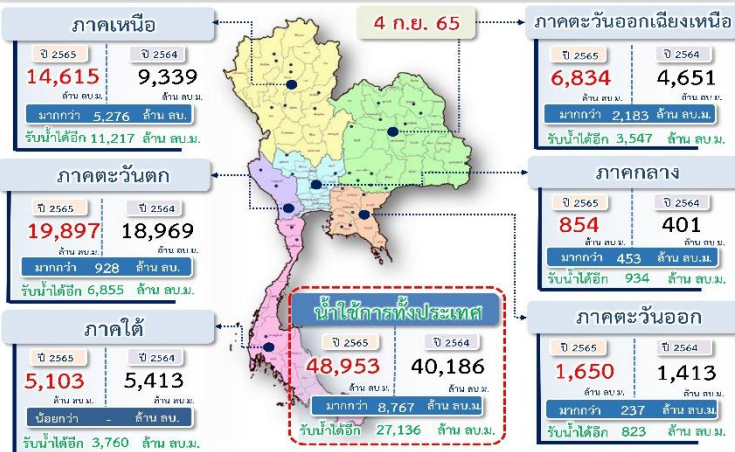 ภาคเหนือ
ปี 2565 ปี 2564
14,615 9,339
ล้าน ลบ.ม. ล้าน ลบ.ม.
มากกว่า 5,276 ล้าน ลบ.ม.
รับน้ำได้อีก 11,217 ล้าน ลบ.ม.
4 ก.ย. 65
ภาคตะวันออกเฉียงเหนือ
ปี 2565 ปี 2564
6,834 4,651
ล้าน ลบ.ม. ล้าน ลบ.ม.
มากกว่า 2,183 ล้าน ลบ.ม.
รับน้ำได้อีก 3,547 ล้าน ลบ.ม.
ภาคตะวันตก
ปี 2565 ปี 2564
19,897 18,969
ล้าน ลบ.ม. ล้าน ลบ.ม.
มากกว่า 928 ล้าน ลบ.
รับน้ำได้อีก 6,855 ล้าน ลบ.ม.
ภาคกลาง
ปี 2565 ปี 2564
854 401
ล้าน ลบ.ม. ล้าน ลบ.ม.
มากกว่า 453 ล้าน ลบ.ม.
รับน้ำได้อีก 934 ล้าน ลบ.ม.
ภาคใต้
ปี 2565 ปี 2564
5,103 5,413
ล้าน ลบ.ม. ล้าน ลบ.ม.
น้อยกว่า - ล้าน ลบ.
รับน้ำได้อีก 3,760 ล้าน ลบ.ม.
น้ำใช้การทั้งประเทศ
ปี 2565 ปี 2564
48,953 40,186
ล้าน ลบ.ม. ล้าน ลบ.ม.
มากกว่า 8,767 ล้าน ลบ.ม.
รับน้ำได้อีก 27,136 ล้าน ลบ.ม.
ภาคตะวันออก
ปี 2565 ปี 2564
1,650 1,413
ล้าน ลบ.ม. ล้าน ลบ.ม.
มากกว่า 237 ล้าน ลบ.ม.
รับน้ำได้อีก 823 ล้าน ลบ.ม.